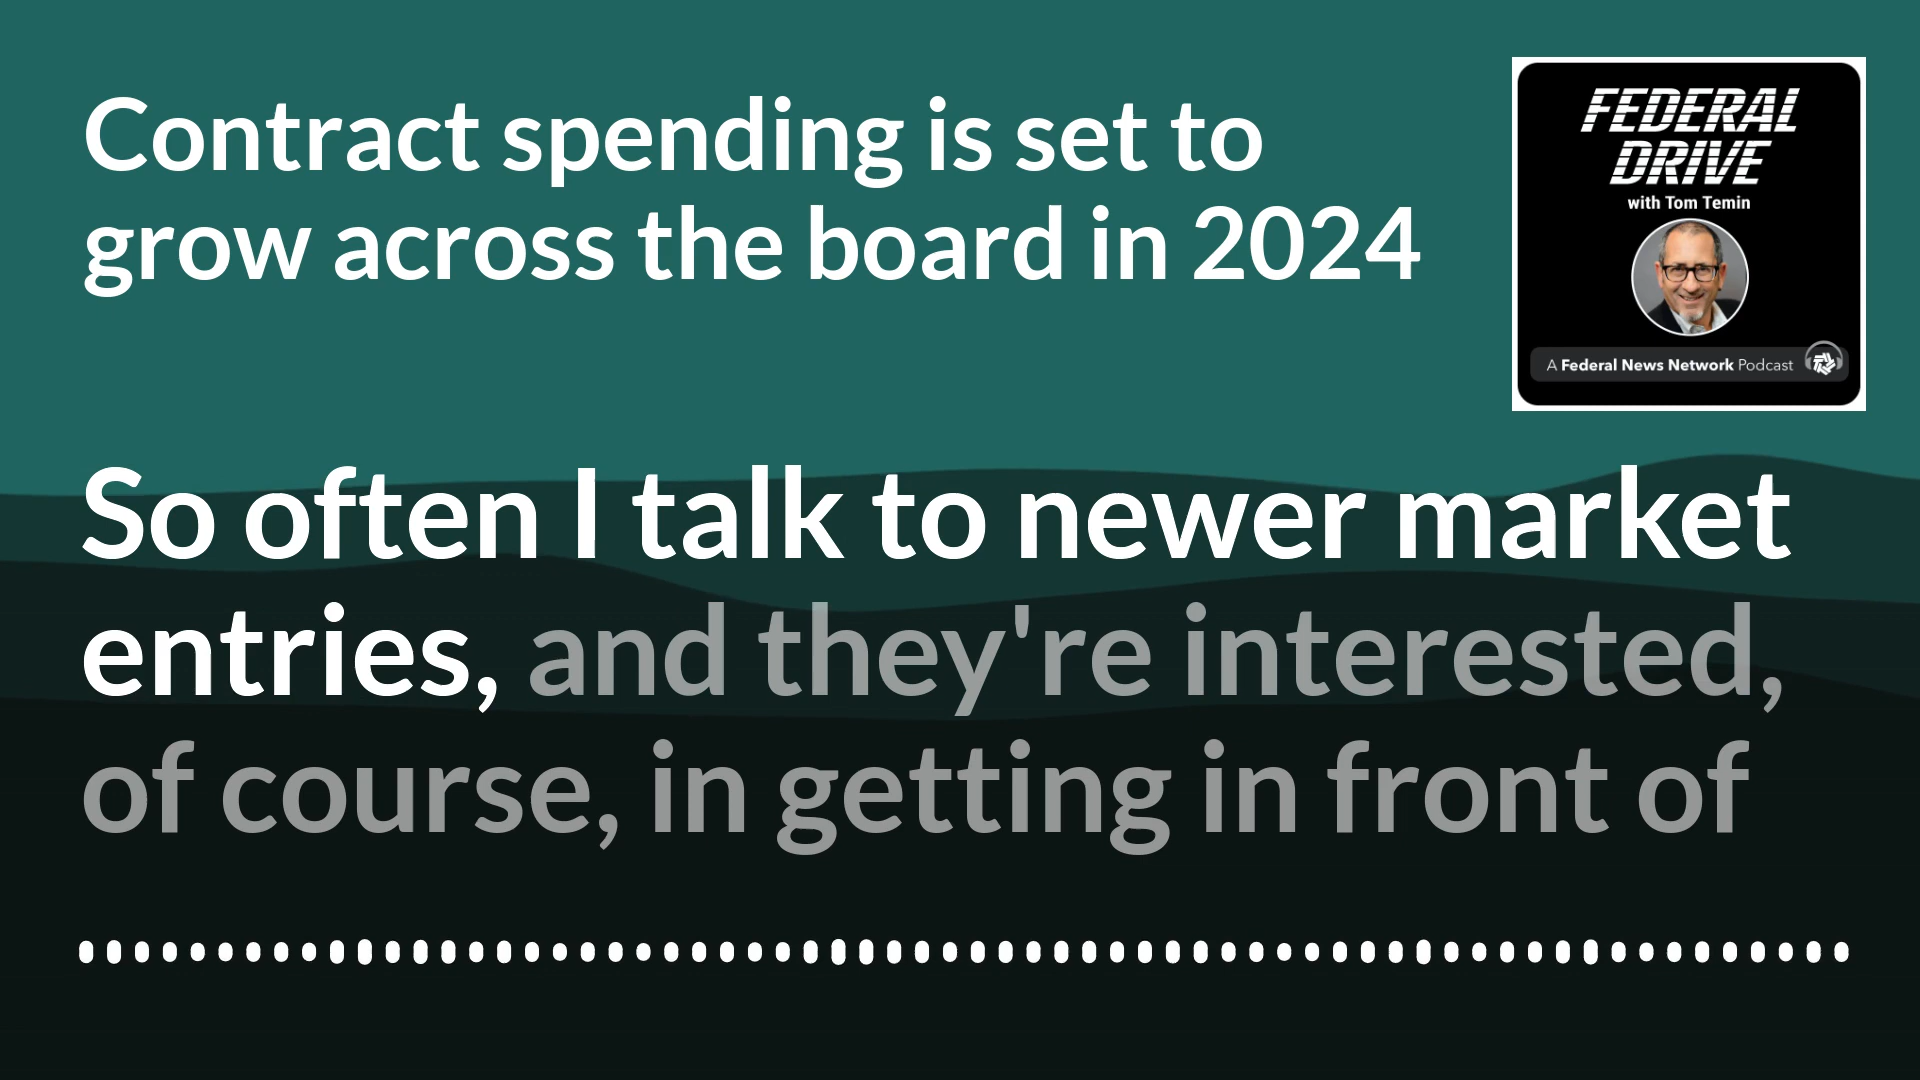 Contract spending is set to
grow across the board in 2024
FEDERAL
DRIVE
with Tom Temin
A Federal News Network Podcast
So often I talk to newer market
entries, and they're interested,
of course, in getting in front of